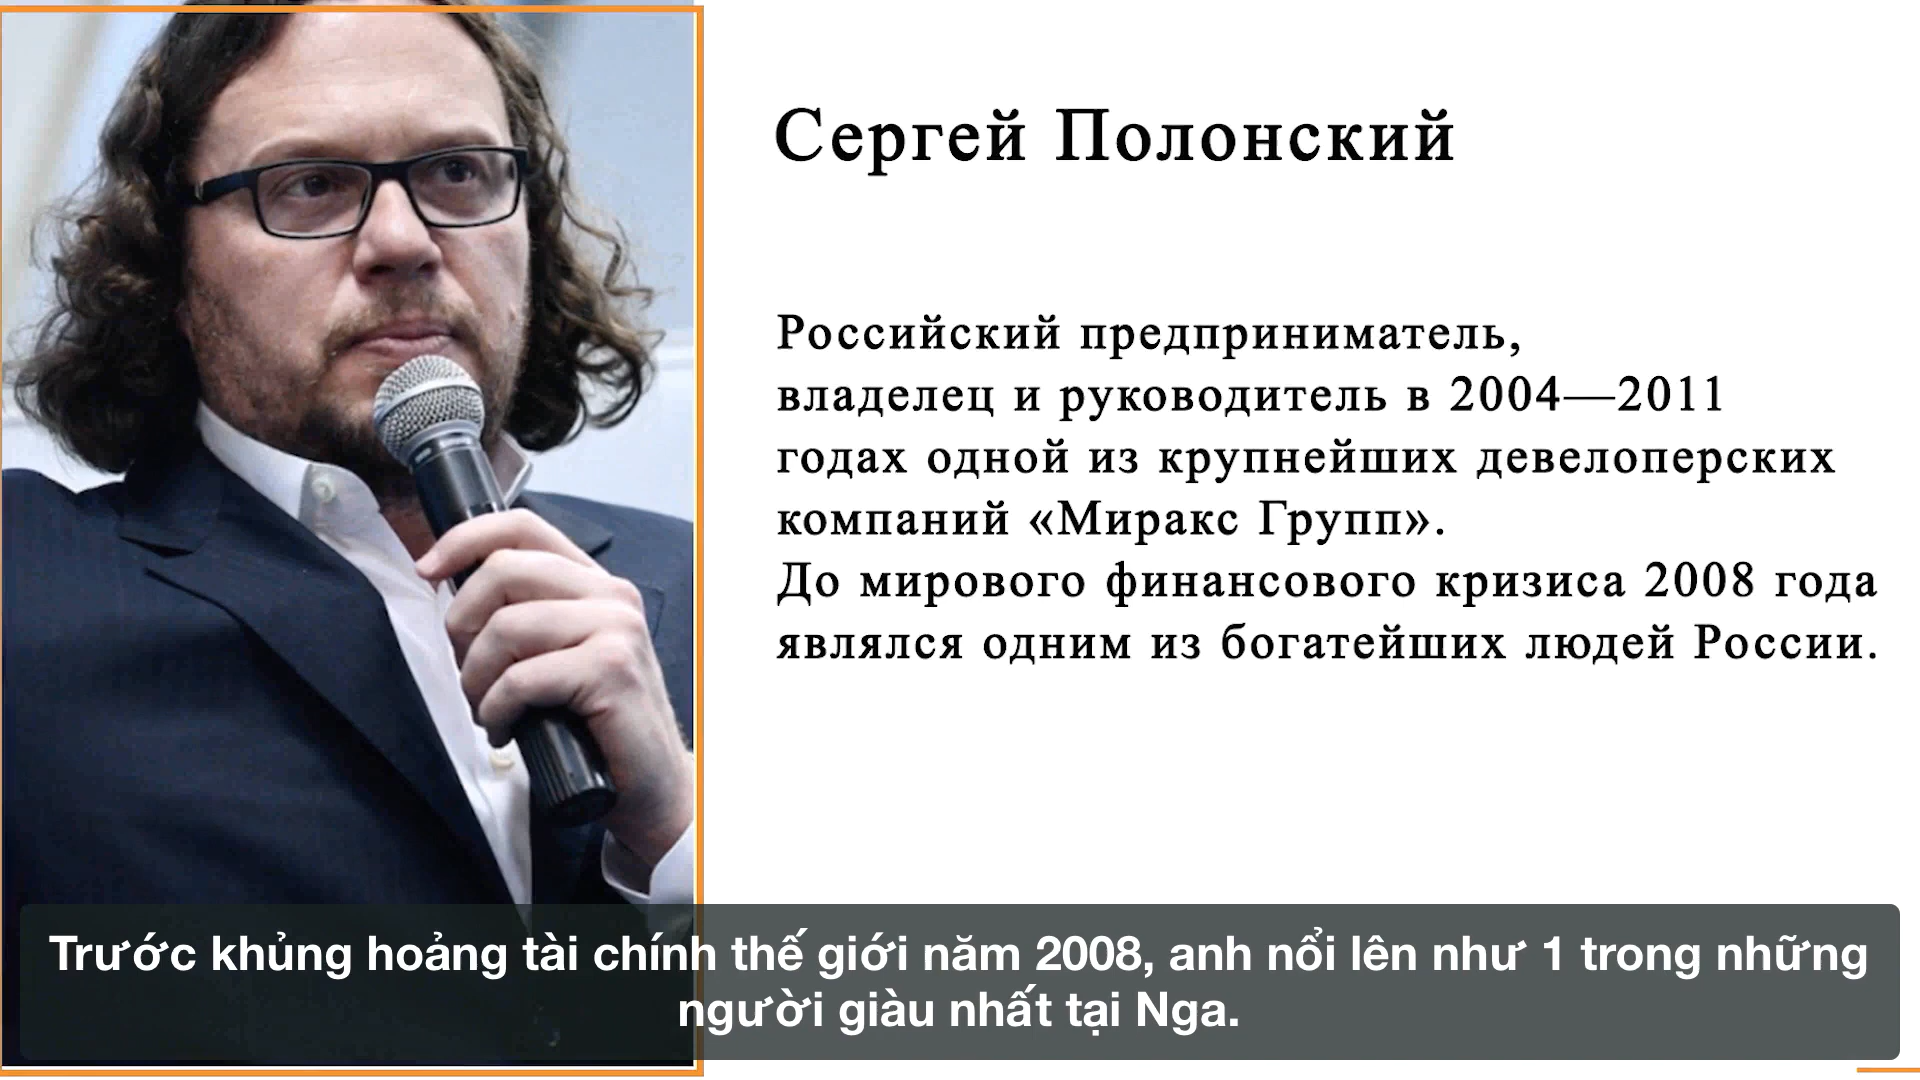 Сергей Полонский
Российский предприниматель,
владелец и руководитель в 2004—2011
годах одной из крупнейших девелоперских
компаний «Миракс Групп».
До мирового финансового кризиса 2008 года
являлся одним из богатейших людей России.
Trước khủng hoảng tài chính thế giới năm 2008, anh nổi lên như 1 trong những
người giàu nhất tại Nga.